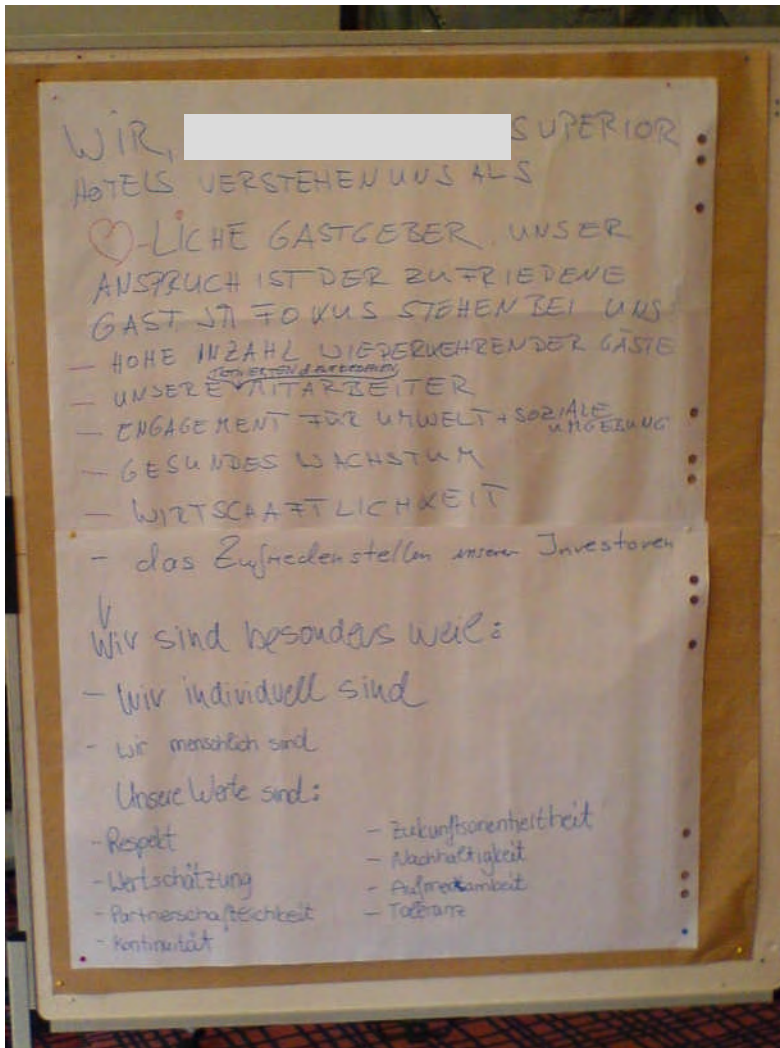 WIR, SUPERIOR
HOTELS VERSTEHEN UNS ALS
-LICHE GASTGEBER. UNSER
ANSPRUCH IST DER ZUFRIEDENE
GAST IM FOKUS STEHEN BEI UNS:
- HOHE ANZAHL WIEDERKEHRENDER GÄSTE
- UNSERE MITARBEITER
- ENGAGEMENT FÜR UMWELT + SOZIALE
UMGEBUNG
- GESUNDES WACHSTUM
- WIRTSCHAFTLICHKEIT
- das Zufriedenstellen unserer Investoren
Wir sind besonders weil:
- Wir individuell sind
- wir menschlich sind
Unsere Werte sind:
- Respekt
- Wertschätzung
- Partnerschaftlichkeit
- Kontinuität
- Zukunftsorientiertheit
- Nachhaltigkeit
- Aufmerksamkeit
- Toleranz